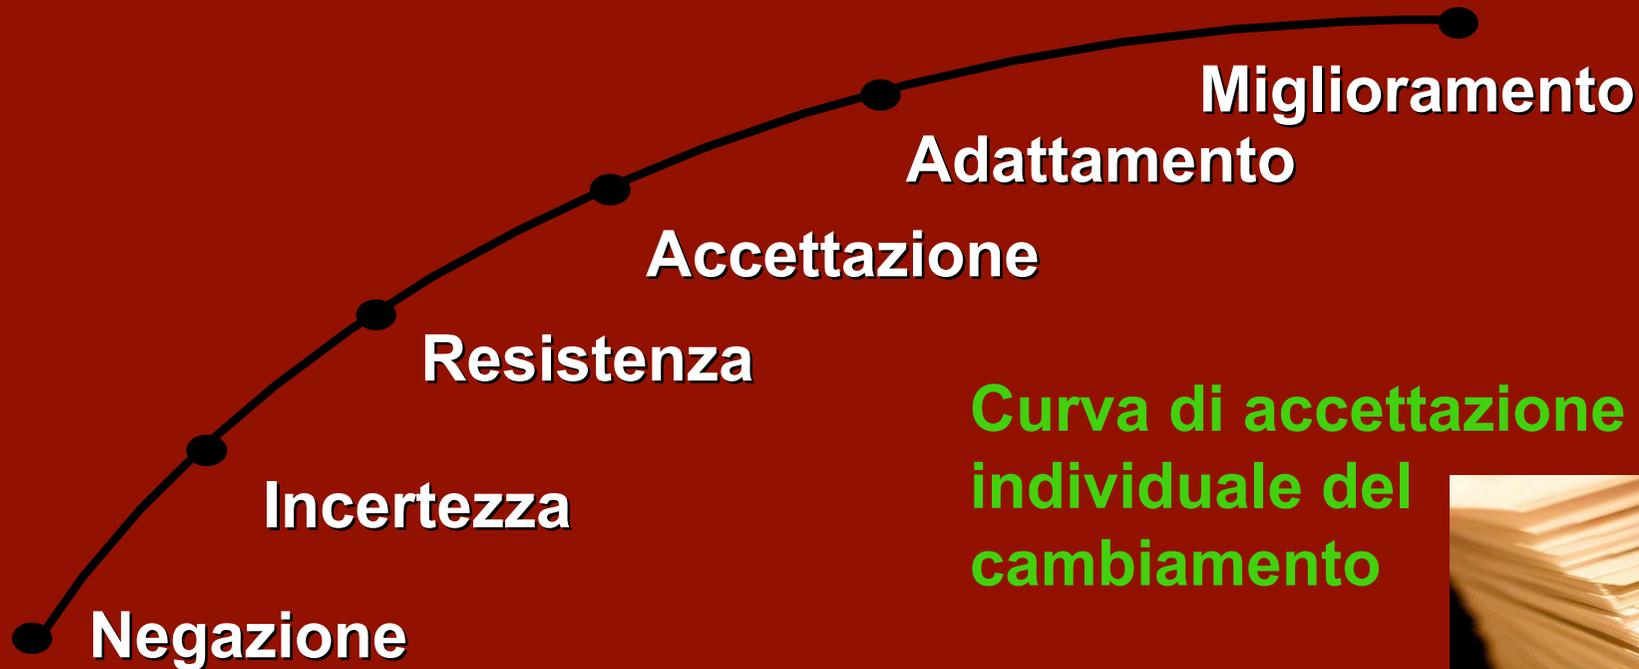 Miglioramento
Adattamento
Accettazione
Resistenza
Curva di accettazione
individuale del
cambiamento
Incertezza
Negazione